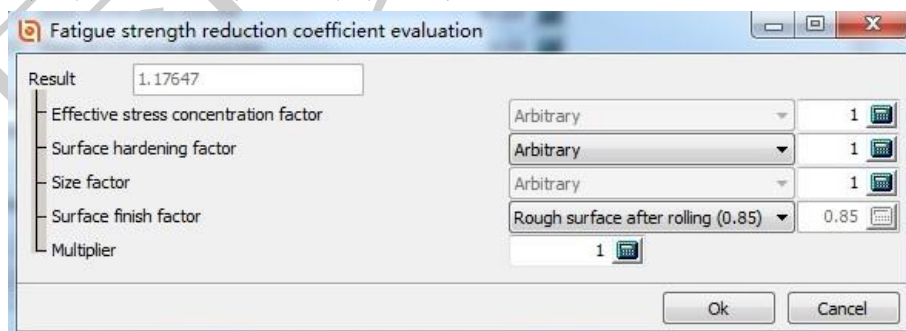 Fatigue strength reduction coefficient evaluation
Result 1.17647
Effective stress concentration factor Arbitrary 1
Surface hardening factor Arbitrary 1
Size factor Arbitrary 1
Surface finish factor Rough surface after rolling (0.85) 0.85
Multiplier 1
Ok Cancel